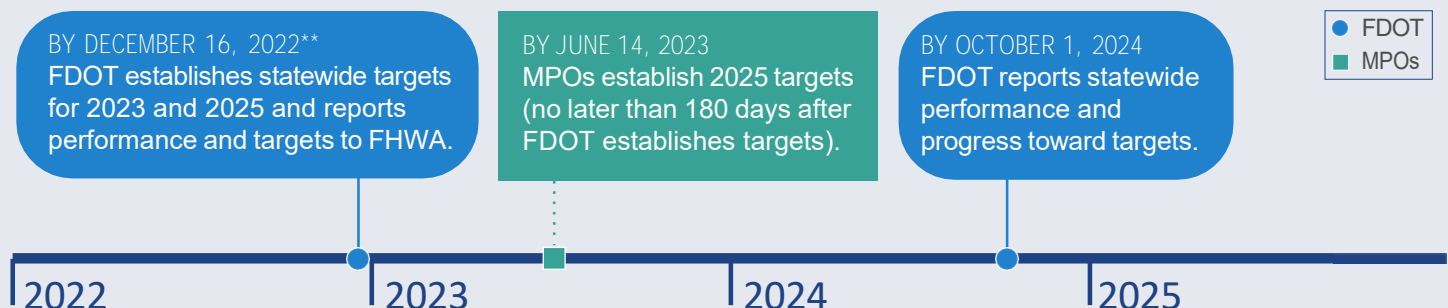 BY DECEMBER 16, 2022**
FDOT establishes statewide targets
for 2023 and 2025 and reports
performance and targets to FHWA.
BY JUNE 14, 2023
MPOs establish 2025 targets
(no later than 180 days after
FDOT establishes targets).
BY OCTOBER 1, 2024
FDOT reports statewide
performance and
progress toward targets.
FDOT
MPOs
2022
2023
2024
2025